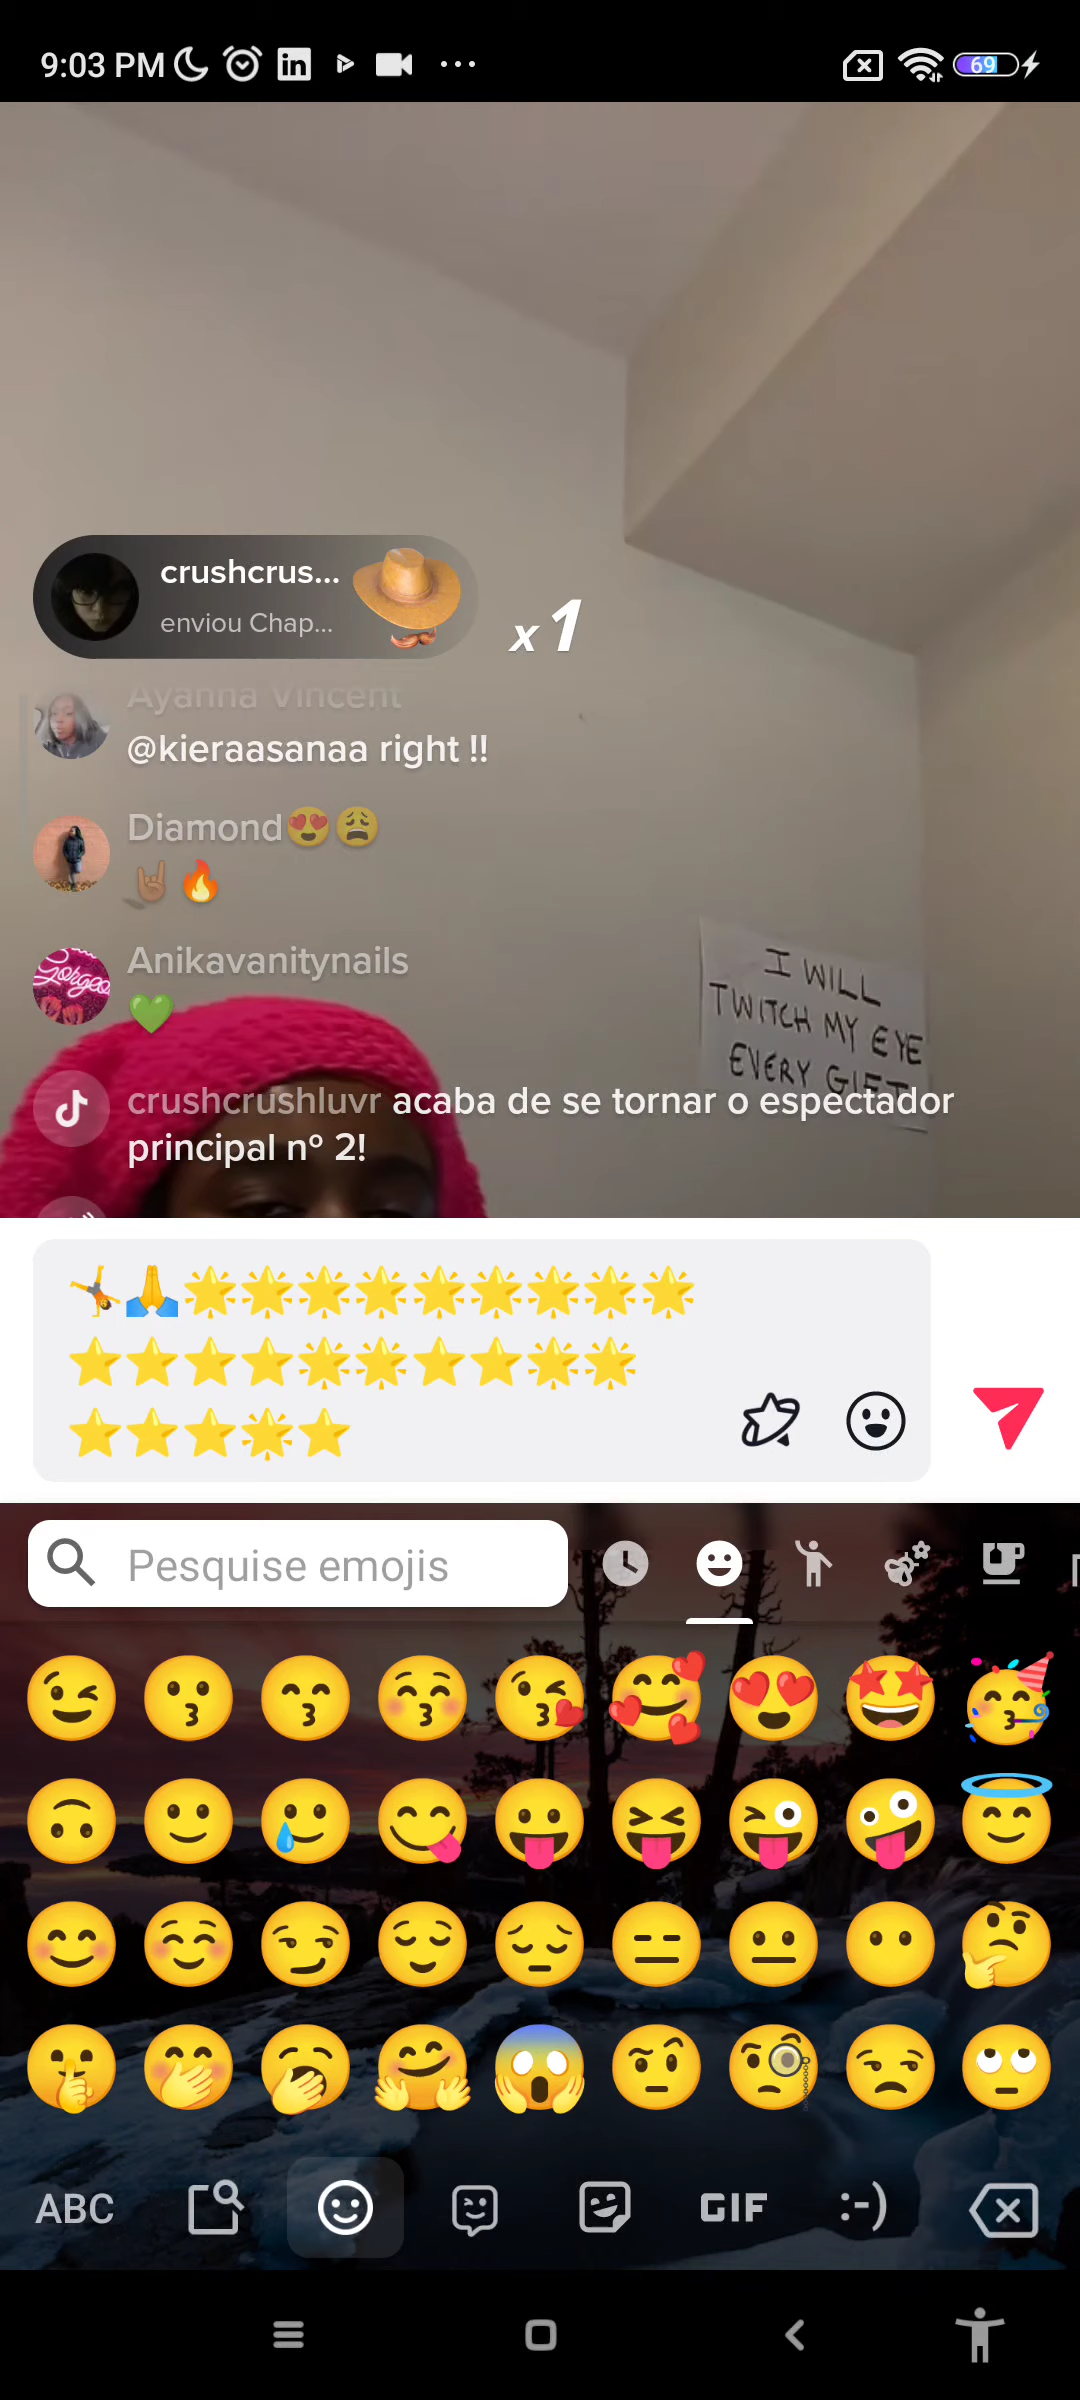 9:03 PM
69
crushcrus...
enviou Chap...
x1
Ayanna Vincent
@kieraasanaa right !!
Diamond😍😩
🤘🏾🔥
Anikavanitynails
💚
I WILL
TWITCH MY EYE
EVERY GIFT
crushcrushluvr acaba de se tornar o espectador
principal nº 2!
🤸🙏🌟🌟🌟🌟🌟🌟🌟🌟🌟
⭐⭐⭐⭐🌟🌟⭐⭐🌟🌟
⭐⭐⭐🌟⭐
Pesquise emojis
ABC
GIF
:-)